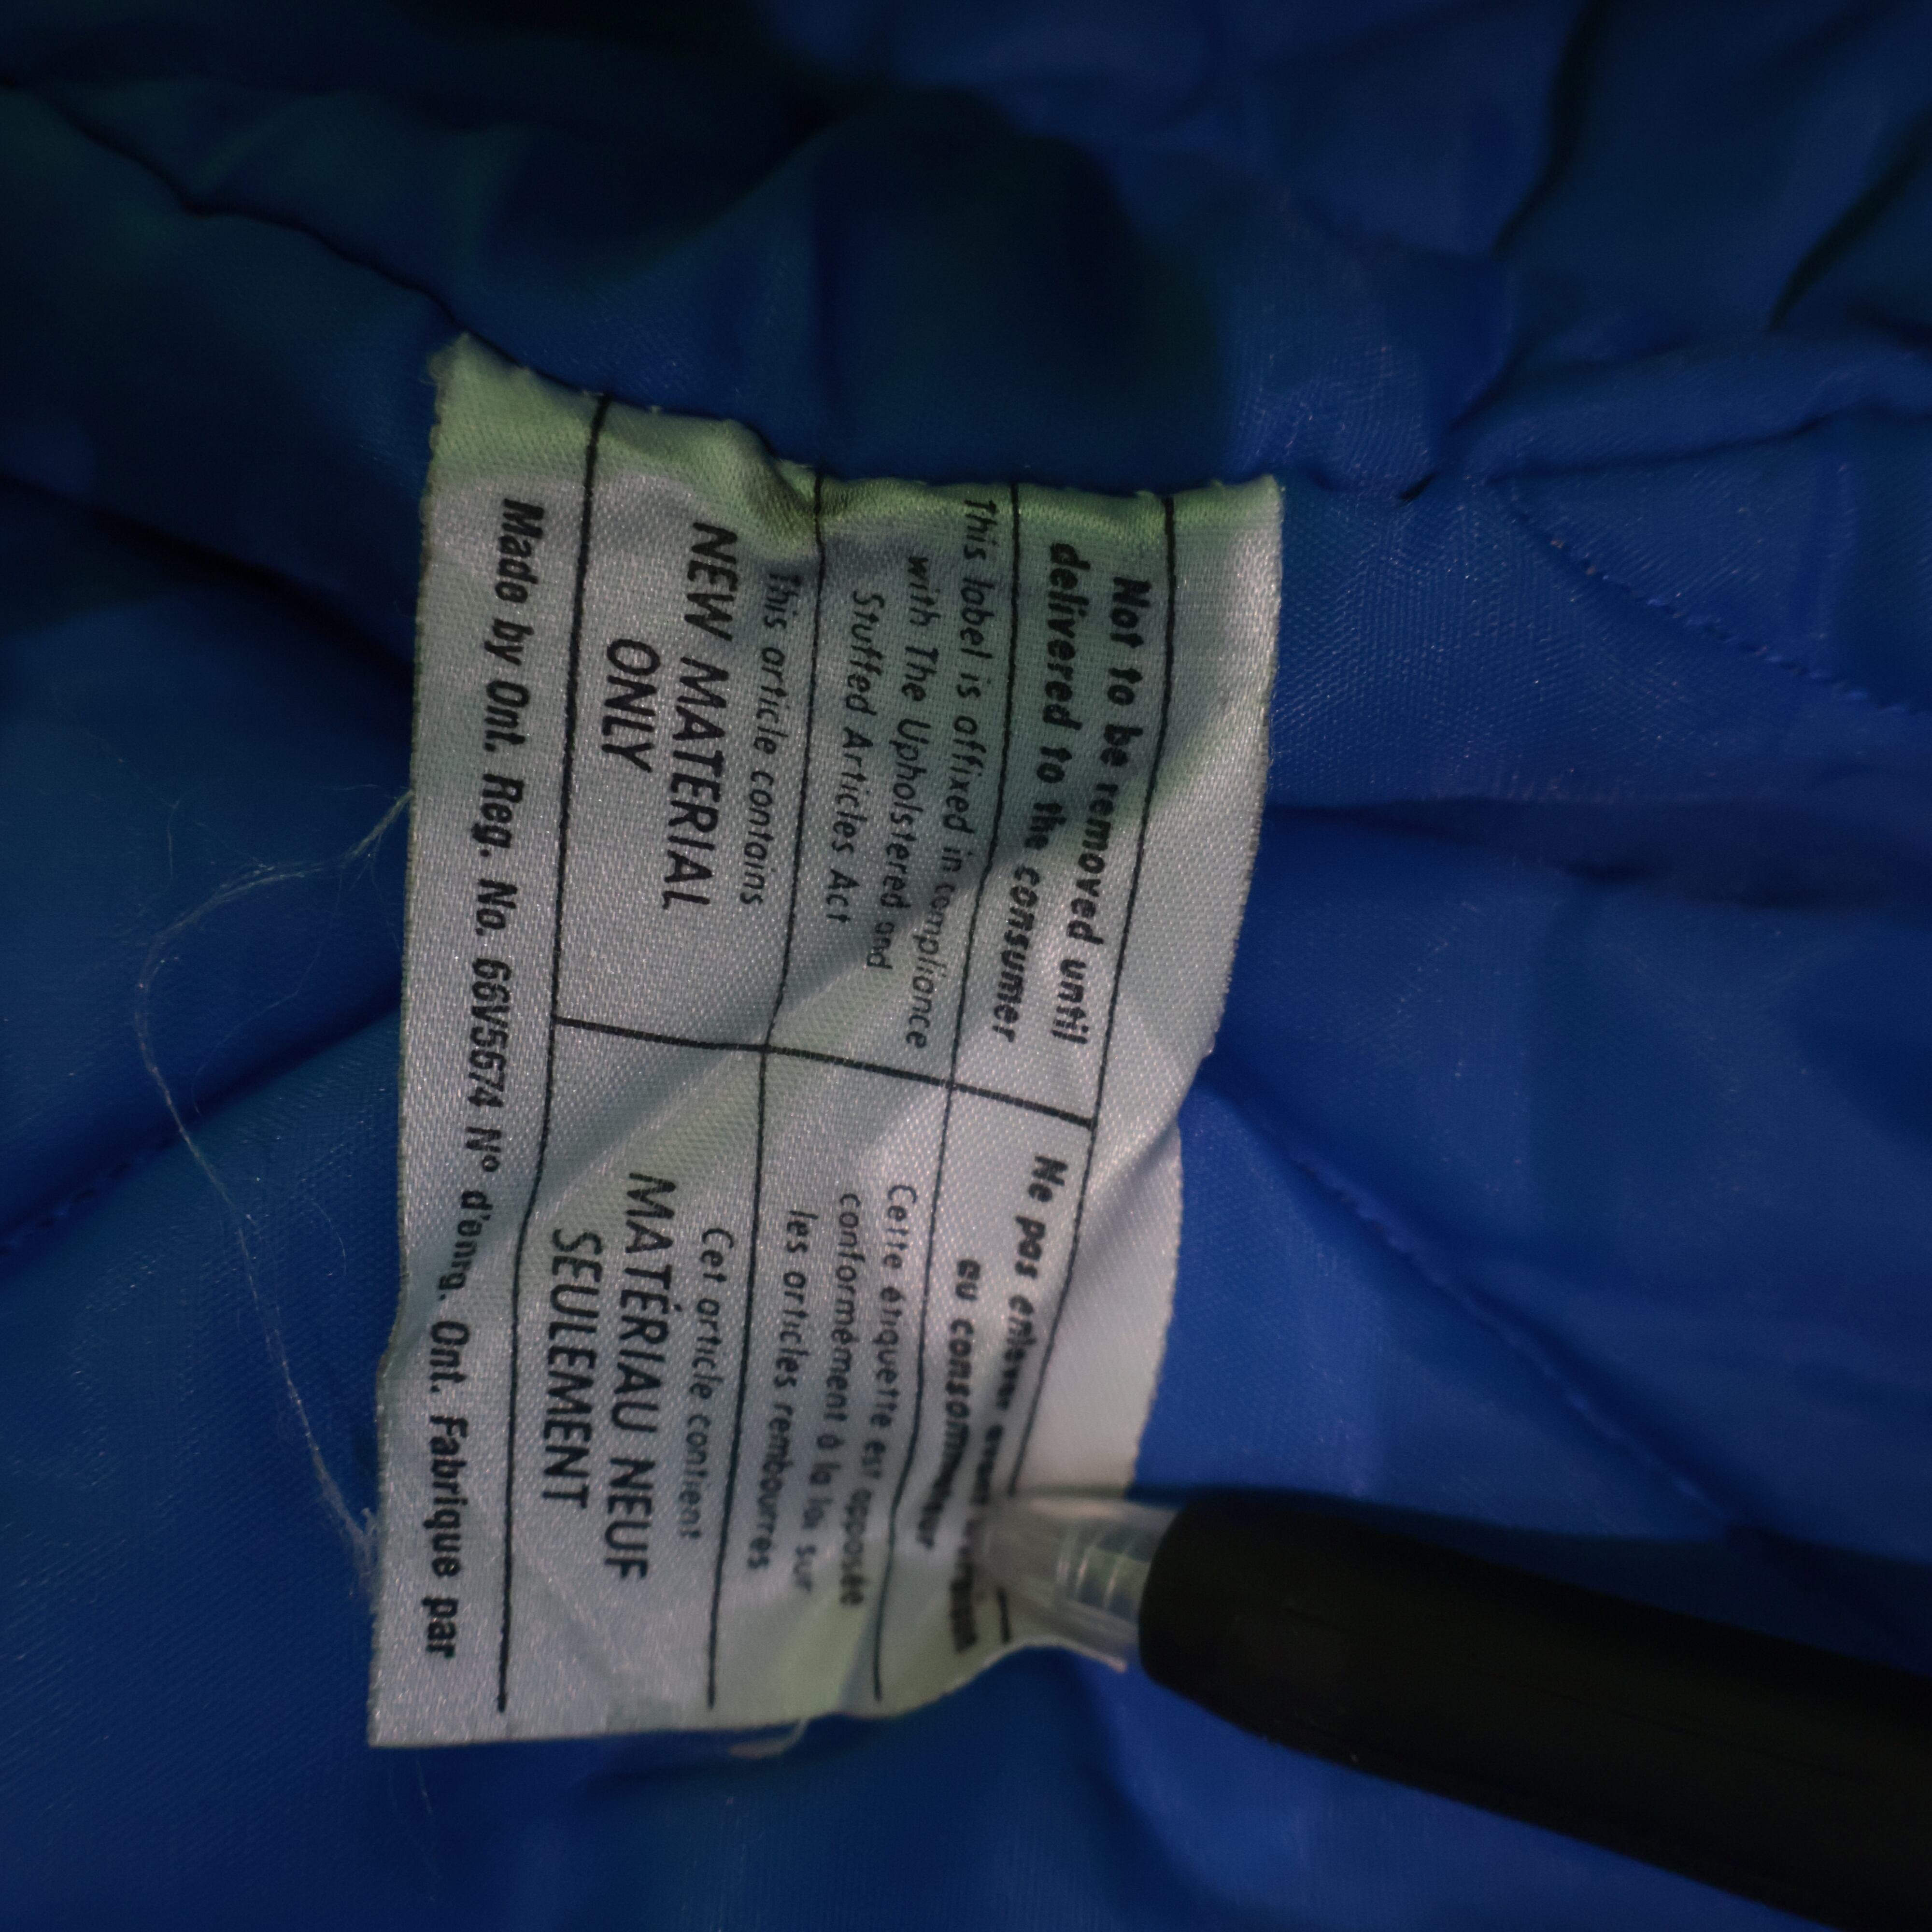 Not to be removed until
delivered to the consumer
Ne pas enlever avant
au consommateur
This label is affixed in compliance
with The Upholstered and
Stuffed Articles Act
Cette étiquette est apposée
conformément à la loi sur
les articles rembourres
This article contains
NEW MATERIAL
ONLY
Cet article contient
MATÉRIAU NEUF
SEULEMENT
Made by Ont. Reg. No. 66V5574 Nº d'enrg. Ont. Fabrique par